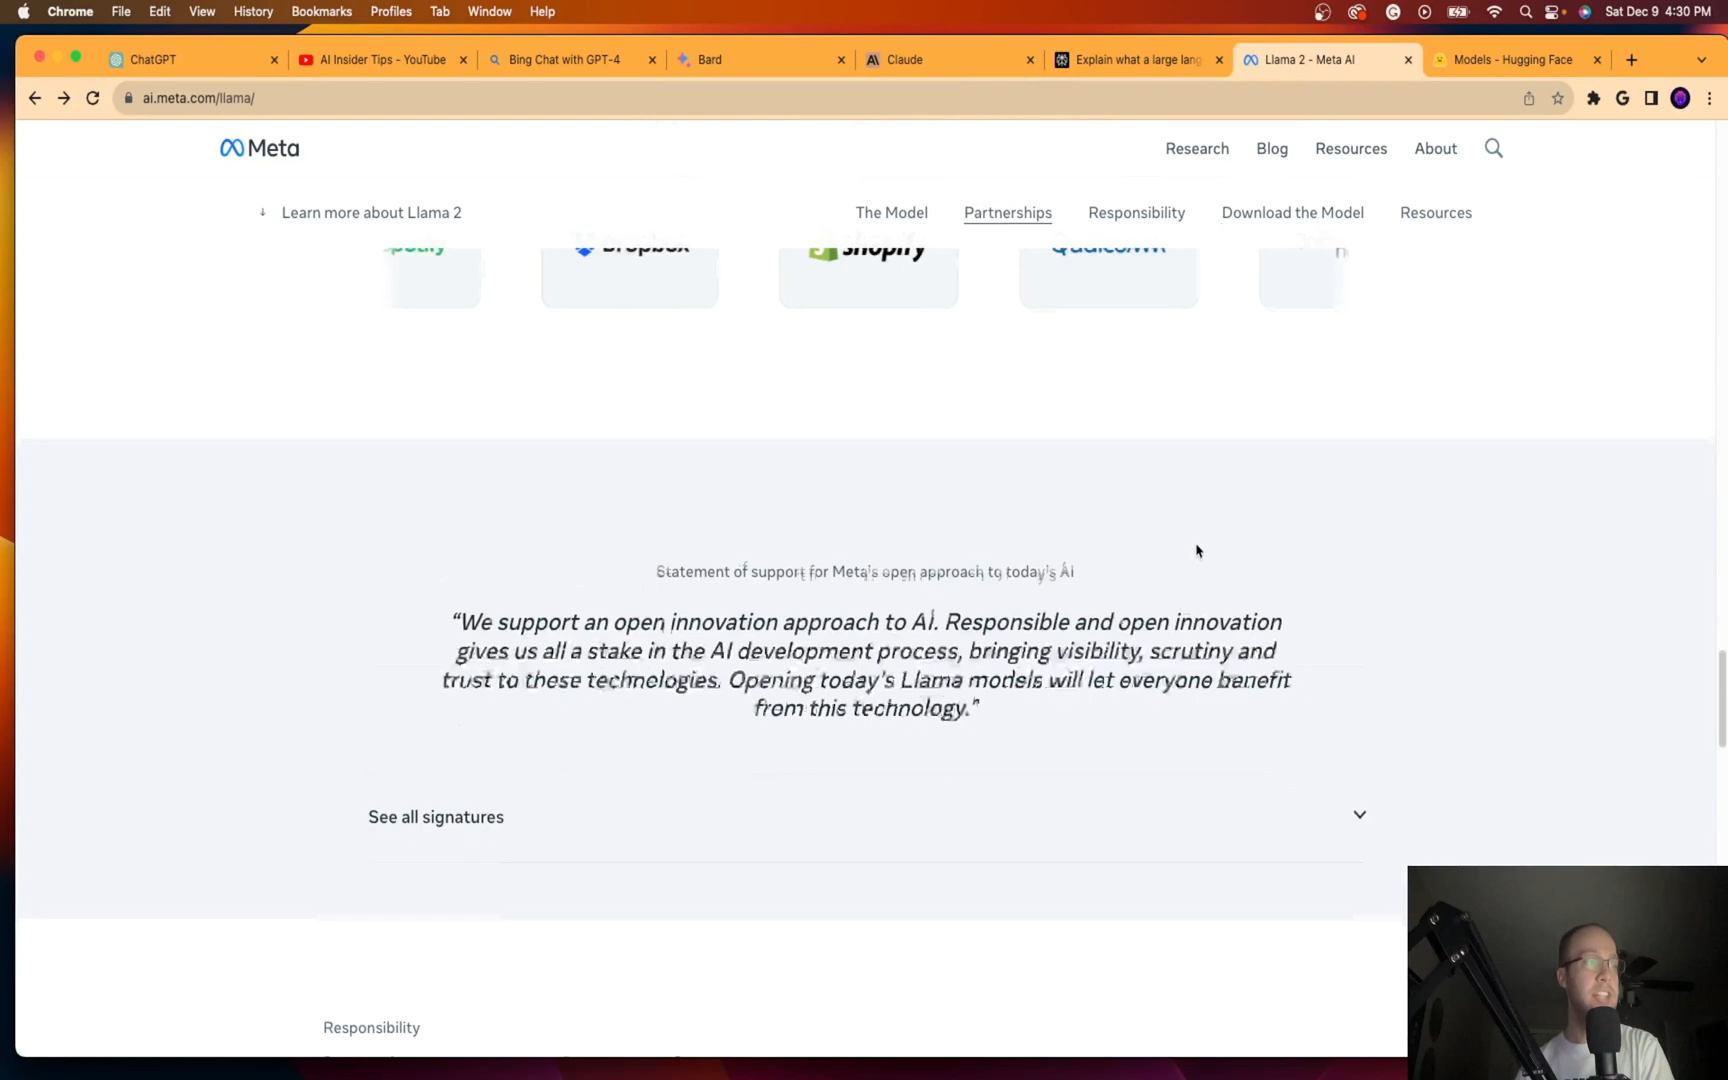 Chrome File Edit View History Bookmarks Profiles Tab Window Help Sat Dec 9 4:30 PM
ChatGPT AI Insider Tips - YouTube Bing Chat with GPT-4 Bard Claude Explain what a large lang Llama 2 - Meta AI Models - Hugging Face
ai.meta.com/llama/
Meta Research Blog Resources About
Learn more about Llama 2 The Model Partnerships Responsibility Download the Model Resources
Dropbox shopify Qualcomm
Statement of support for Meta's open approach to today's AI
“We support an open innovation approach to AI. Responsible and open innovation
gives us all a stake in the AI development process, bringing visibility, scrutiny and
trust to these technologies. Opening today’s Llama models will let everyone benefit
from this technology.”
See all signatures
Responsibility